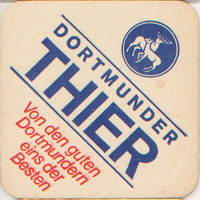 DORTMUNDER
THIER
Von den guten
Dortmundern
eins der
Besten